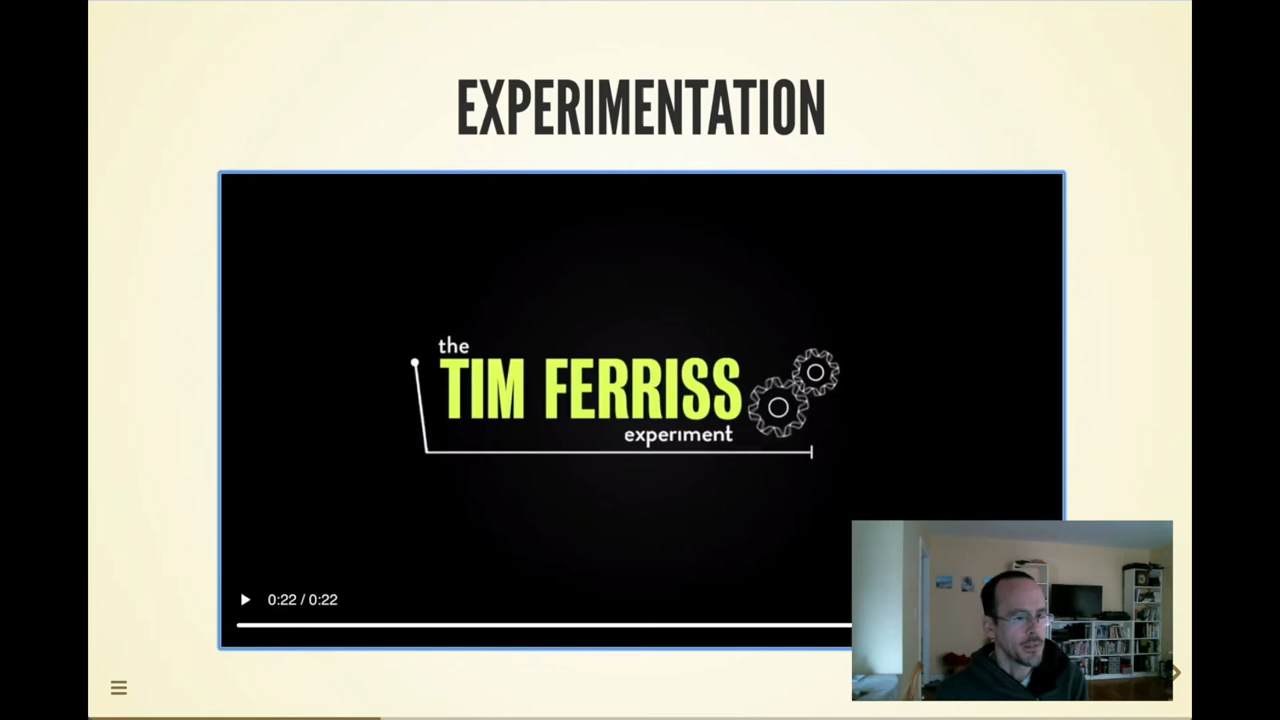 EXPERIMENTATION
the
TIM FERRISS
experiment
0:22 / 0:22